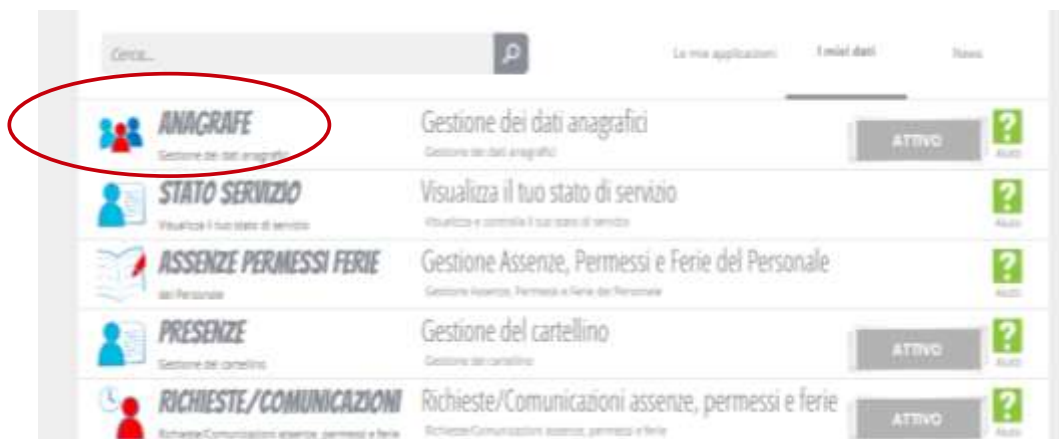 Cerca...
Le mie applicazioni I miei dati News
ANAGRAFE Gestione dei dati anagrafici ATTIVO ?
Gestione dei dati anagrafici Gestione dei dati anagrafici Aiuto
STATO SERVIZIO Visualizza il tuo stato di servizio ?
Visualizza il tuo stato di servizio Visualizza e controlla il tuo stato di servizio Aiuto
ASSENZE PERMESSI FERIE Gestione Assenze, Permessi e Ferie del Personale ?
del Personale Gestione Assenze, Permessi e Ferie del Personale Aiuto
PRESENZE Gestione del cartellino ATTIVO ?
Gestione del cartellino Gestione del cartellino Aiuto
RICHIESTE/COMUNICAZIONI Richieste/Comunicazioni assenze, permessi e ferie ATTIVO ?
Richieste/Comunicazioni assenze, permessi e ferie Richieste/Comunicazioni assenze, permessi e ferie Aiuto